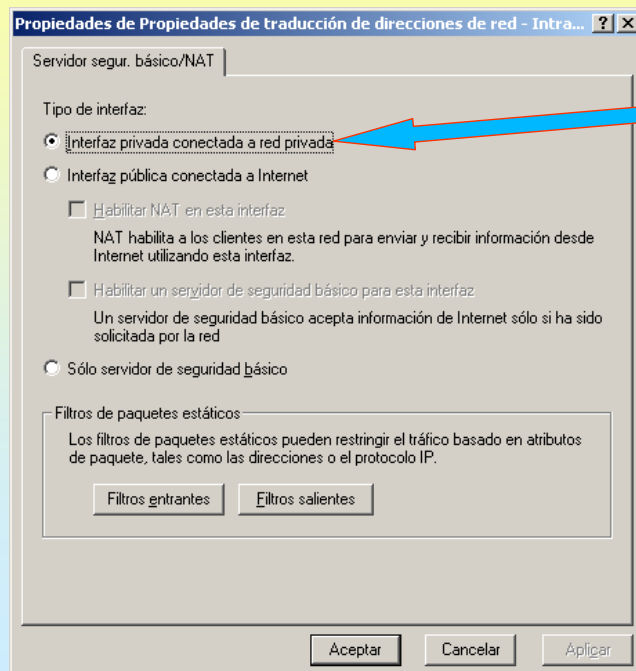 Propiedades de Propiedades de traducción de direcciones de red - Intra...
Servidor segur. básico/NAT
Tipo de interfaz:
Interfaz privada conectada a red privada
Interfaz pública conectada a Internet
Habilitar NAT en esta interfaz
NAT habilita a los clientes en esta red para enviar y recibir información desde
Internet utilizando esta interfaz.
Habilitar un servidor de seguridad básico para esta interfaz
Un servidor de seguridad básico acepta información de Internet sólo si ha sido
solicitada por la red
Sólo servidor de seguridad básico
Filtros de paquetes estáticos
Los filtros de paquetes estáticos pueden restringir el tráfico basado en atributos
de paquete, tales como las direcciones o el protocolo IP.
Filtros entrantes
Filtros salientes
Aceptar
Cancelar
Aplicar